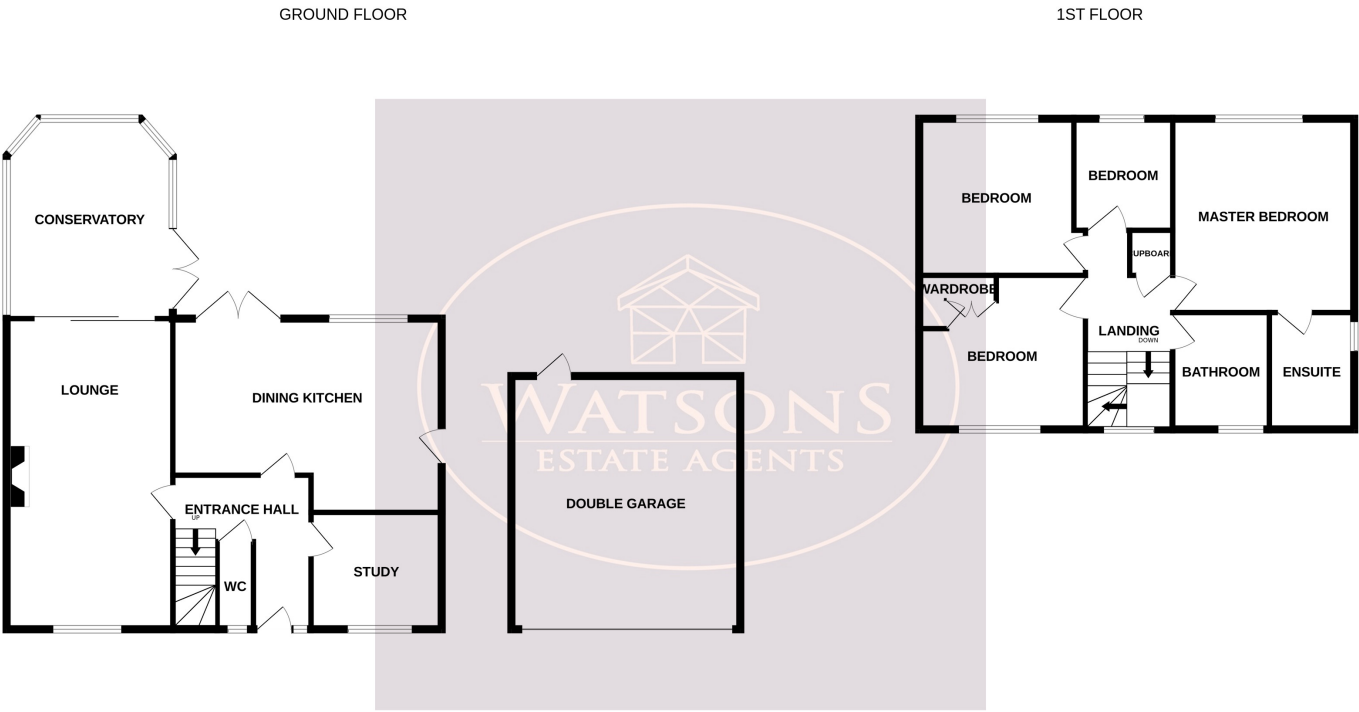 GROUND FLOOR
1ST FLOOR
CONSERVATORY
LOUNGE
DINING KITCHEN
ENTRANCE HALL
UP
WC
STUDY
DOUBLE GARAGE
WATSONS
ESTATE AGENTS
BEDROOM
BEDROOM
MASTER BEDROOM
UPBOAR
WARDROBE
LANDING
DOWN
BEDROOM
BATHROOM
ENSUITE